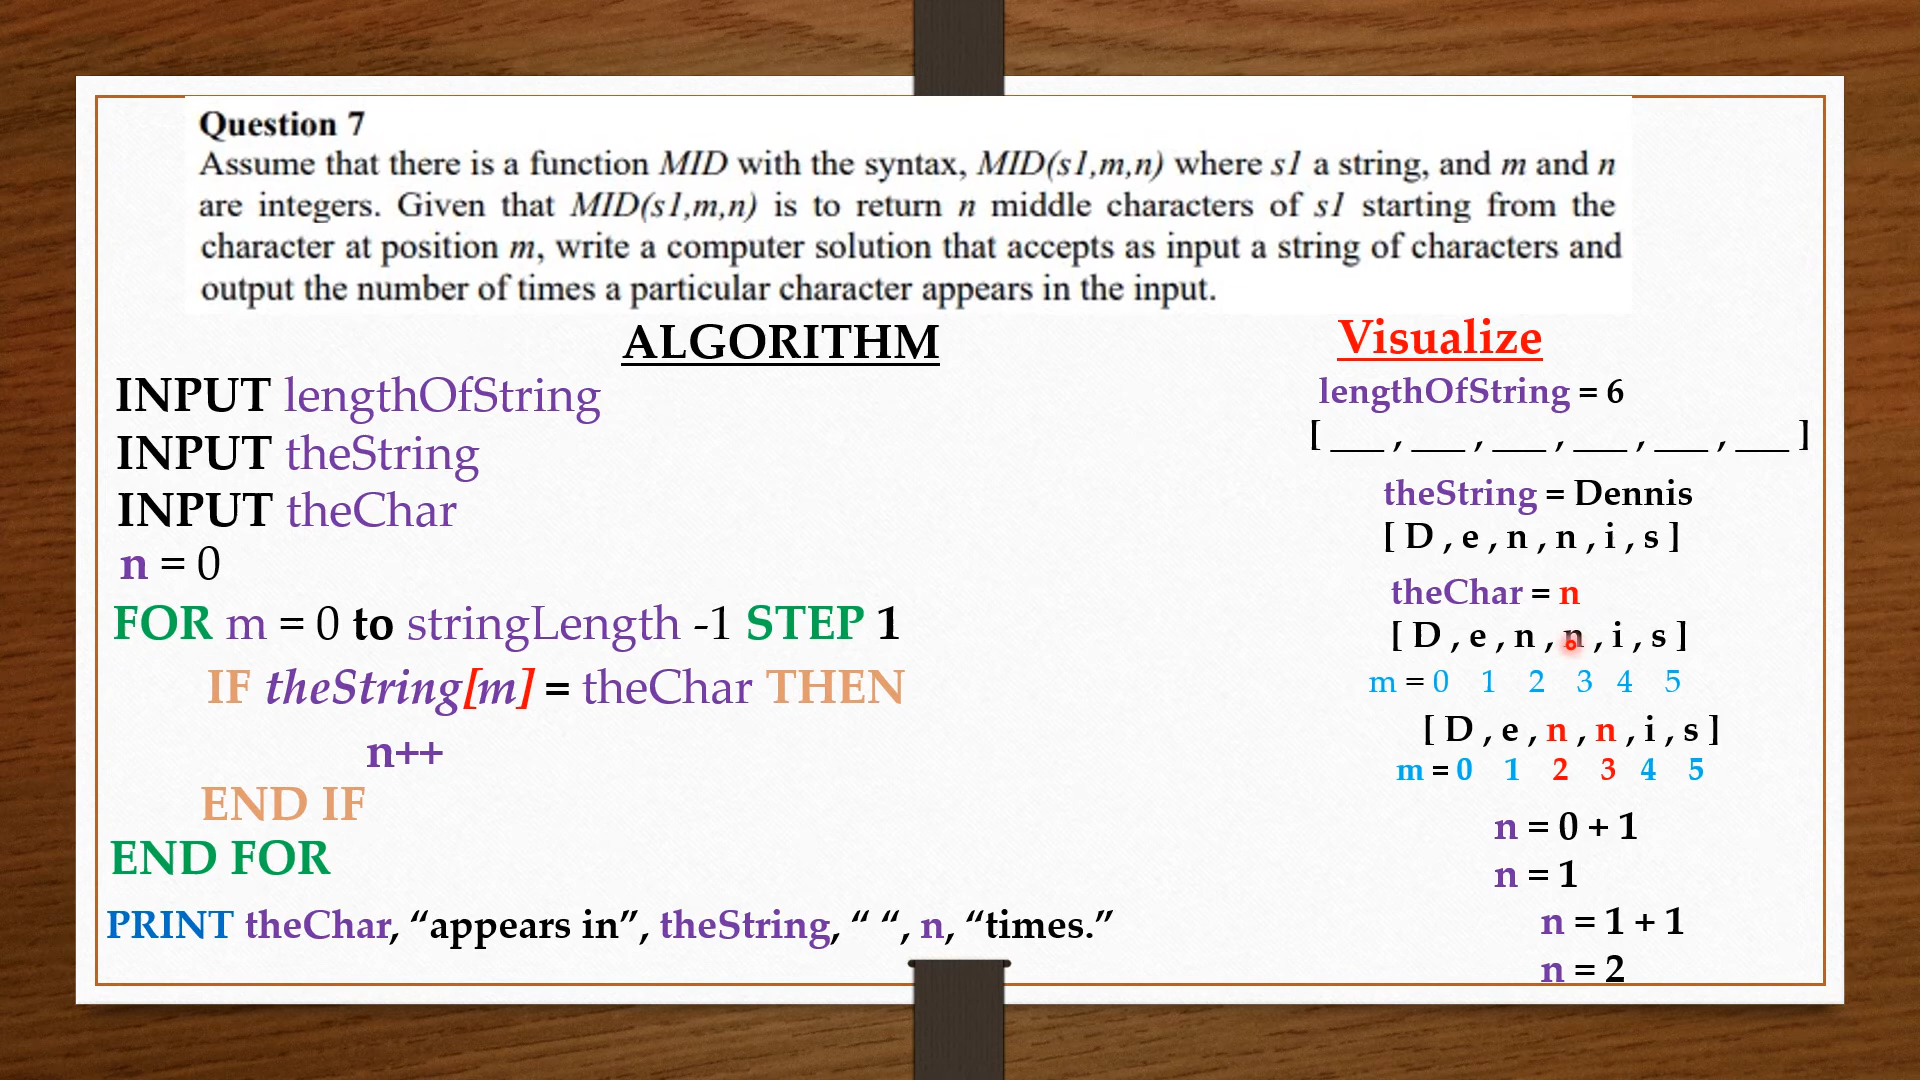 Question 7
Assume that there is a function MID with the syntax, MID(s1,m,n) where s1 a string, and m and n
are integers. Given that MID(s1,m,n) is to return n middle characters of s1 starting from the
character at position m, write a computer solution that accepts as input a string of characters and
output the number of times a particular character appears in the input.
ALGORITHM
INPUT lengthOfString
INPUT theString
INPUT theChar
n = 0
FOR m = 0 to stringLength -1 STEP 1
IF theString[m] = theChar THEN
n++
END IF
END FOR
PRINT theChar, “appears in”, theString, “ “, n, “times.”
Visualize
lengthOfString = 6
[ ___ , ___ , ___ , ___ , ___ , ___ ]
theString = Dennis
[ D , e , n , n , i , s ]
theChar = n
[ D , e , n , n , i , s ]
m = 0 1 2 3 4 5
[ D , e , n , n , i , s ]
m = 0 1 2 3 4 5
n = 0 + 1
n = 1
n = 1 + 1
n = 2